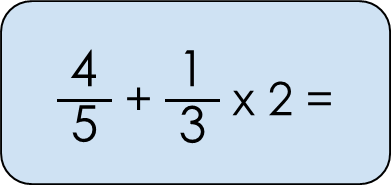 4/5 + 1/3 x 2 =